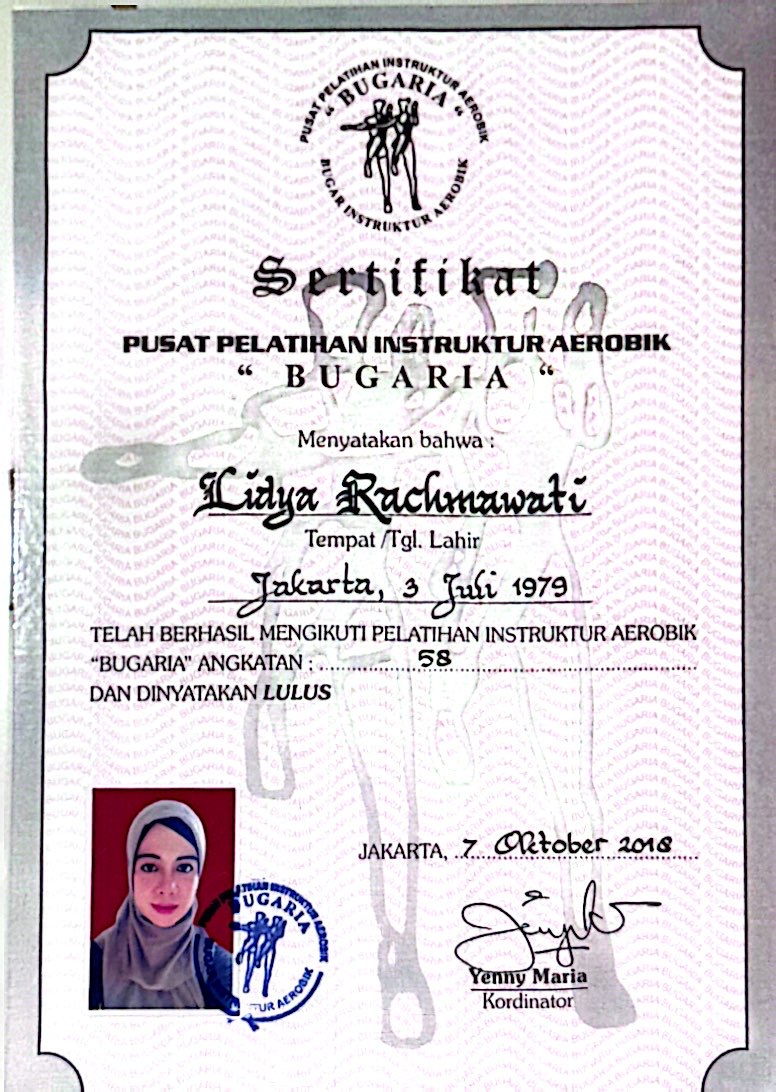 PUSAT PELATIHAN INSTRUKTUR AEROBIK
“ BUGARIA “
BUGAR INSTRUKTUR AEROBIK
Sertifikat
PUSAT PELATIHAN INSTRUKTUR AEROBIK
“ BUGARIA “
Menyatakan bahwa :
Lidya Rachmawati
Tempat /Tgl. Lahir
Jakarta, 3 Juli 1979
TELAH BERHASIL MENGIKUTI PELATIHAN INSTRUKTUR AEROBIK
“BUGARIA” ANGKATAN : 58
DAN DINYATAKAN LULUS
JAKARTA, 7 Oktober 2018
PELATIHAN INSTRUKTUR AEROBIK
BUGARIA
TUR AEROBIK
Yenny Maria
Kordinator